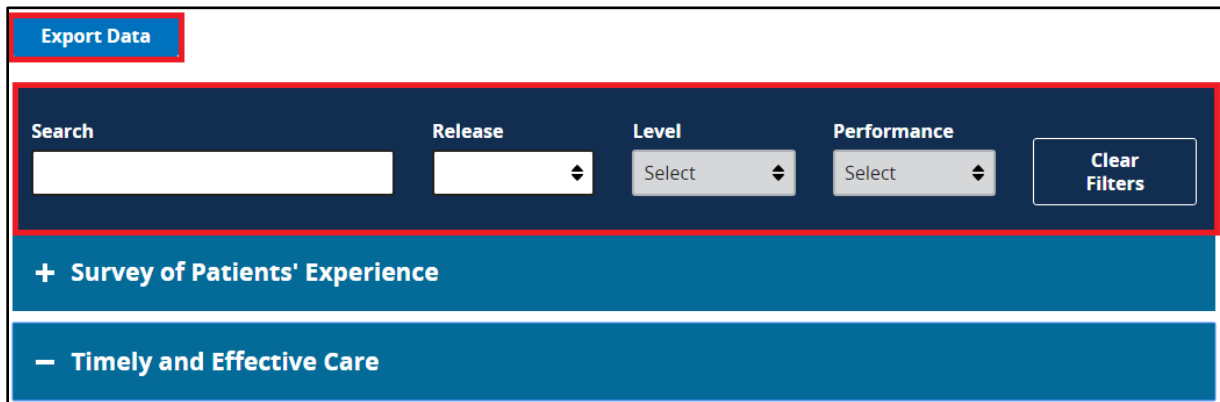 Export Data
Search Release Level Performance
Select Select Clear
Filters
+ Survey of Patients' Experience
− Timely and Effective Care